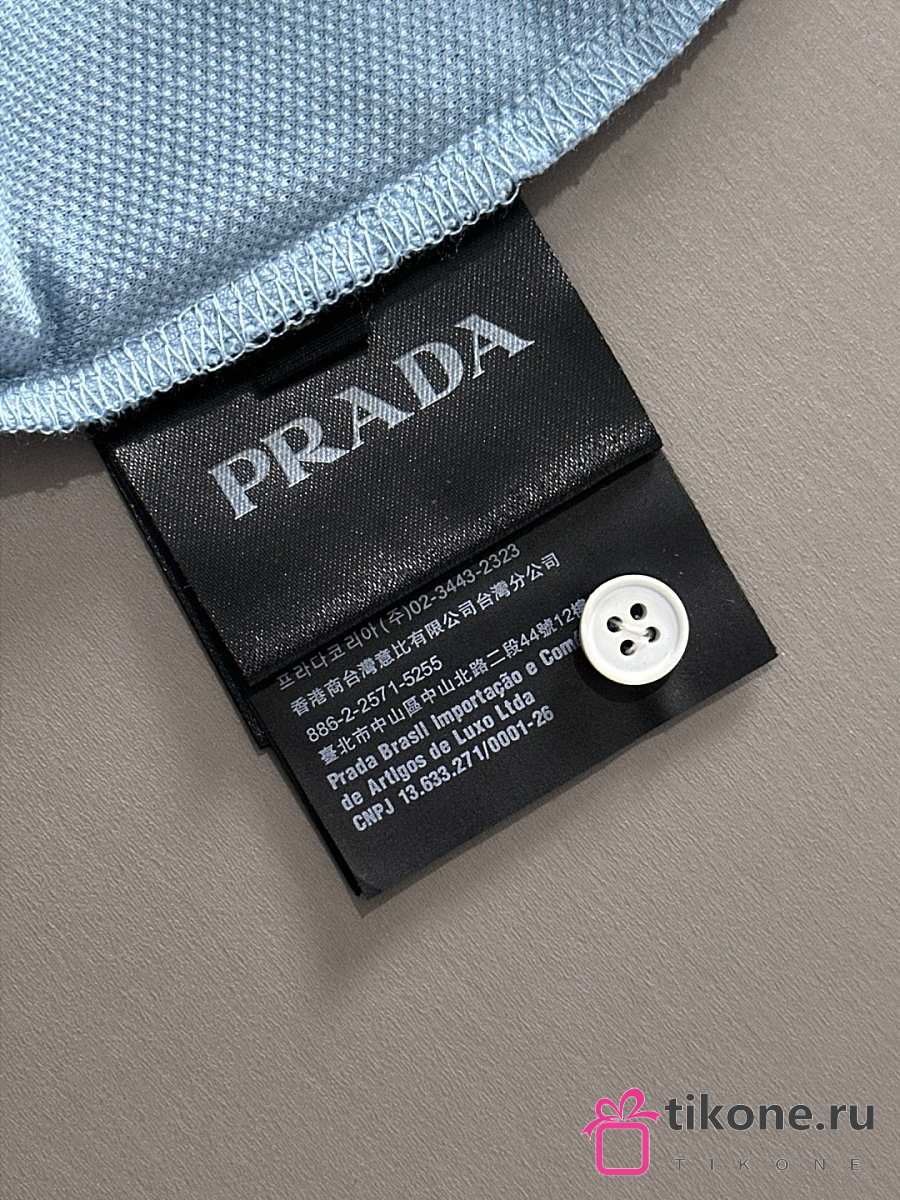 PRADA
프라다코리아(주)02-3443-2323
香港商台灣意比有限公司台灣分公司
886-2-2571-5255
臺北市中山區中山北路二段44號12樓
Prada Brasil Importação e
de Artigos de Luxo Ltda
CNPJ 13.633.271/0001-26
tikone.ru
TIKONE